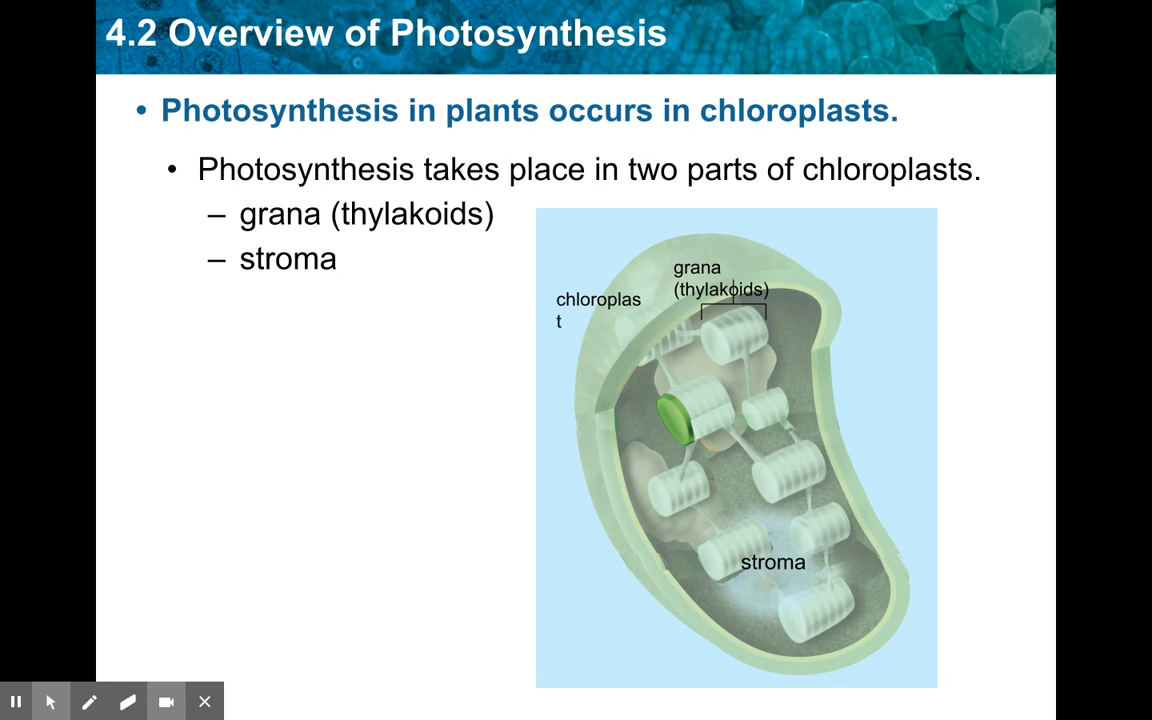 4.2 Overview of Photosynthesis
• Photosynthesis in plants occurs in chloroplasts.
• Photosynthesis takes place in two parts of chloroplasts.
– grana (thylakoids)
– stroma
grana
(thylakoids)
chloroplas
t
stroma